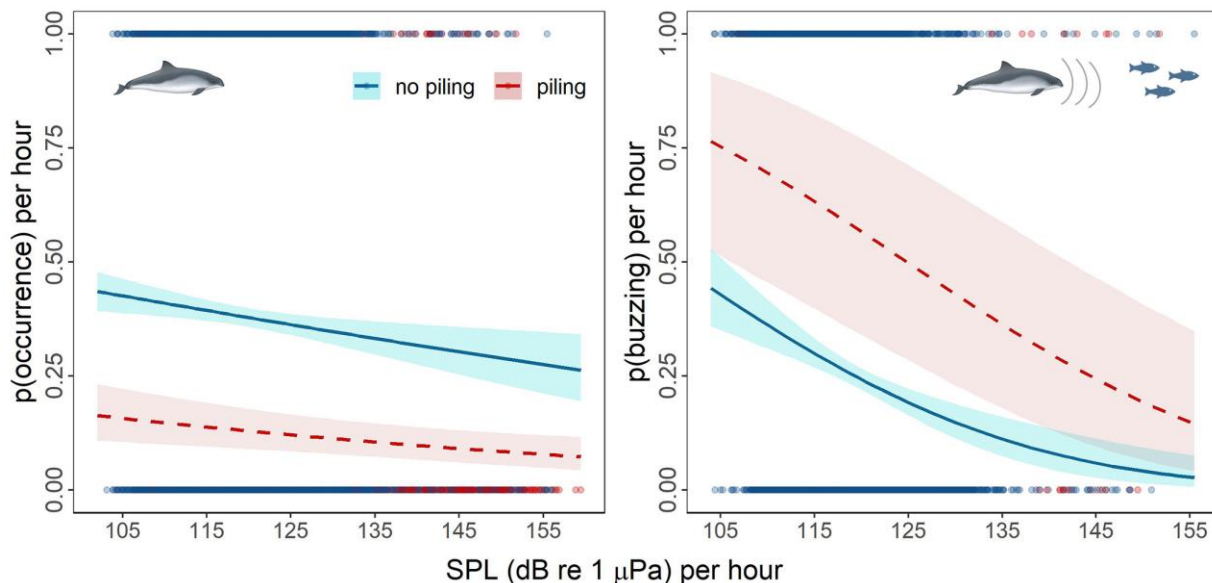 p(occurrence) per hour
1.00
0.75
0.50
0.25
0.00
no piling
piling
105 115 125 135 145 155
p(buzzing) per hour
1.00
0.75
0.50
0.25
0.00
105 115 125 135 145 155
SPL (dB re 1 μPa) per hour